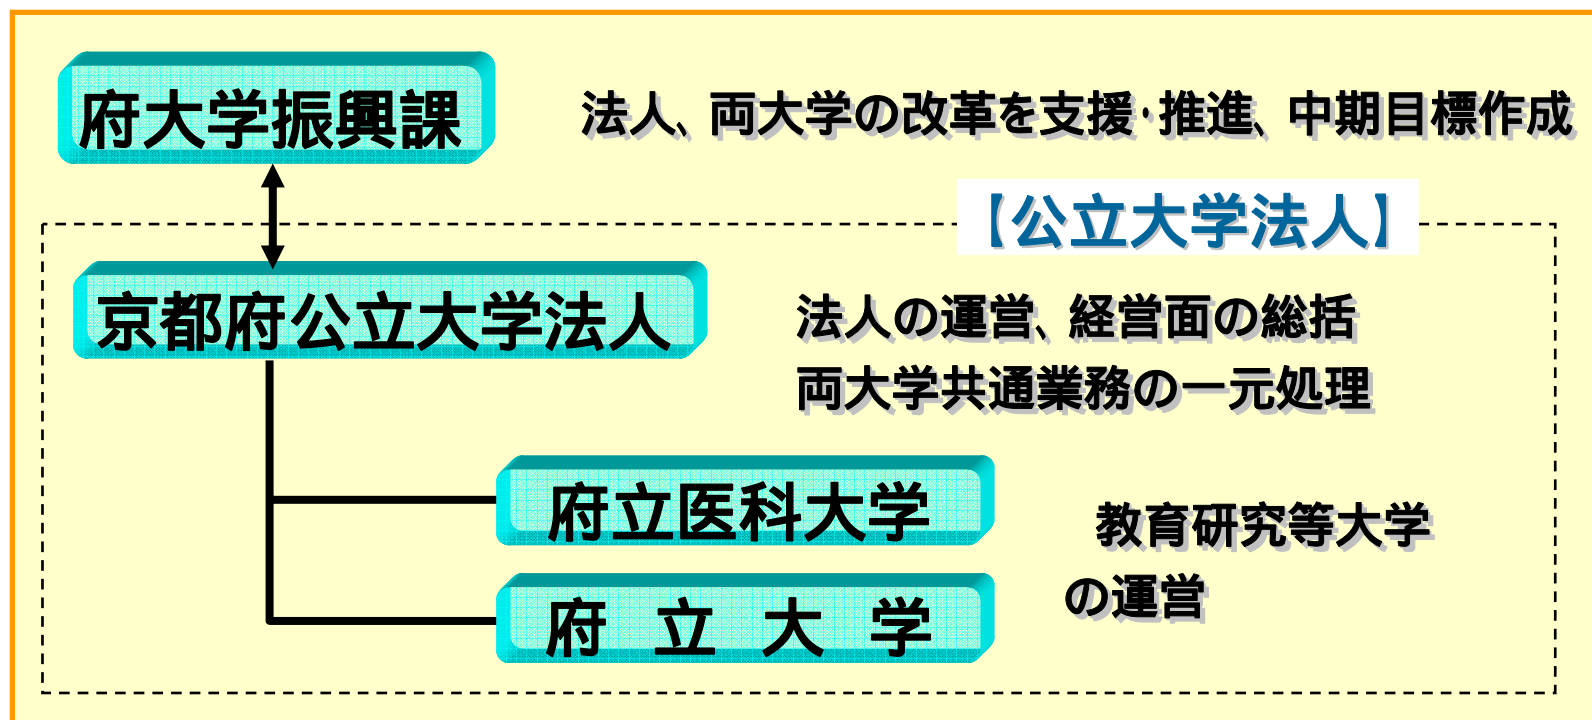 府大学振興課
法人、両大学の改革を支援・推進、中期目標作成
【公立大学法人】
京都府公立大学法人
法人の運営、経営面の総括
両大学共通業務の一元処理
府立医科大学
教育研究等大学
の運営
府 立 大 学